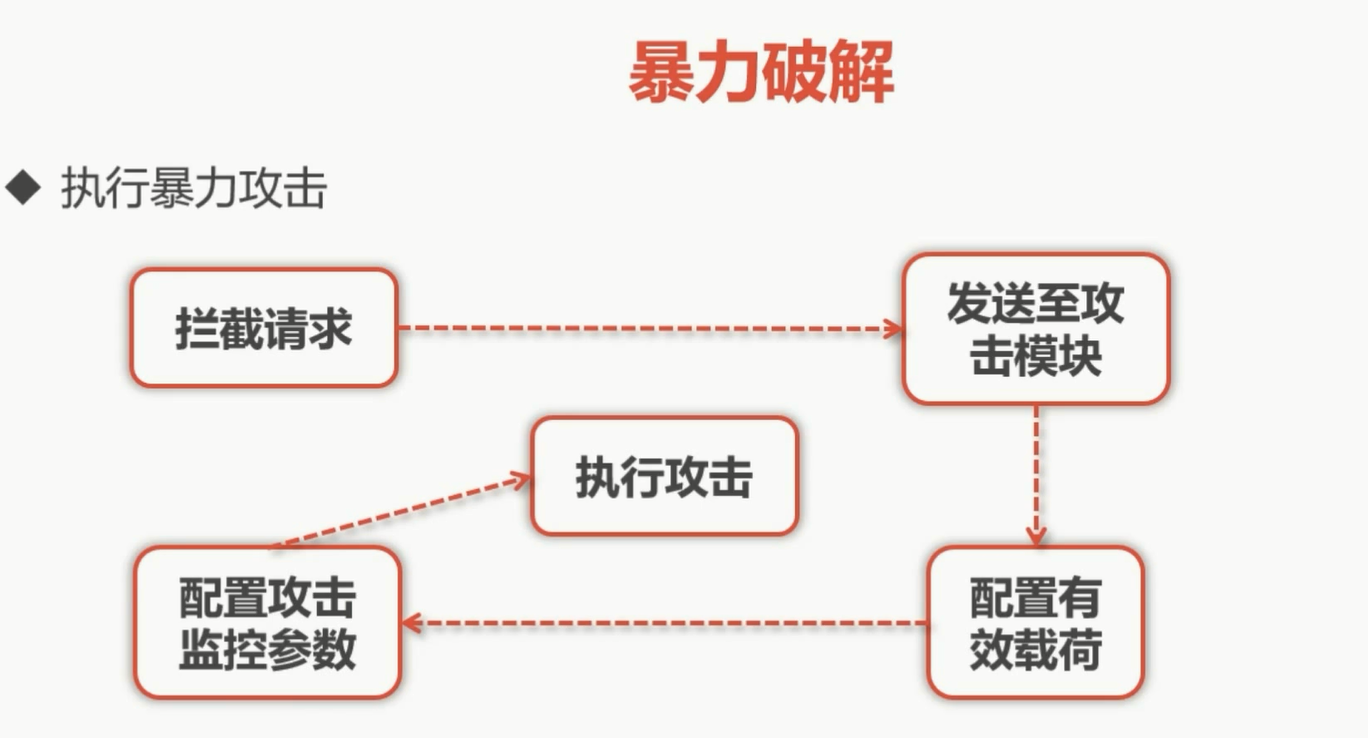 暴力破解
执行暴力攻击
拦截请求
发送至攻
击模块
执行攻击
配置攻击
监控参数
配置有
效载荷